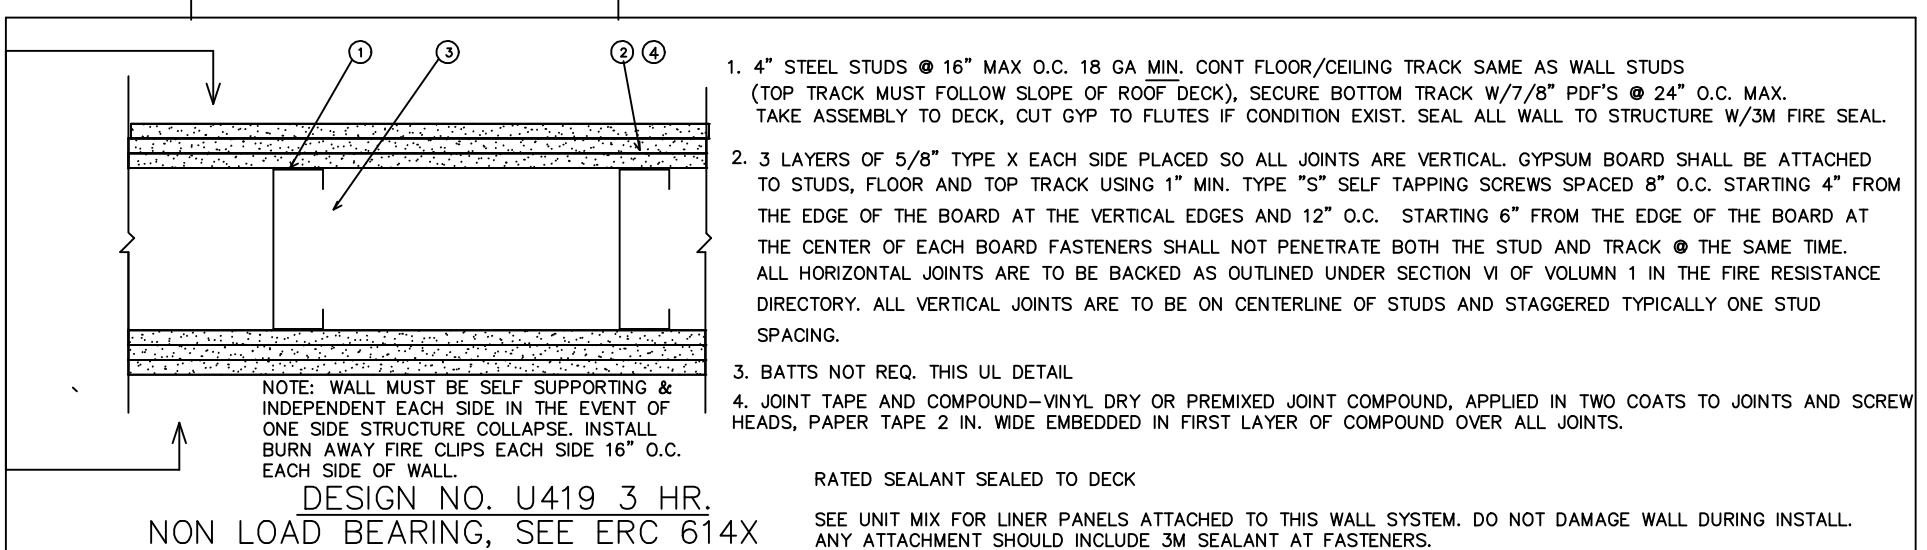 1 3 2 4
1. 4" STEEL STUDS @ 16" MAX O.C. 18 GA MIN. CONT FLOOR/CEILING TRACK SAME AS WALL STUDS
(TOP TRACK MUST FOLLOW SLOPE OF ROOF DECK), SECURE BOTTOM TRACK W/7/8" PDF'S @ 24" O.C. MAX.
TAKE ASSEMBLY TO DECK, CUT GYP TO FLUTES IF CONDITION EXIST. SEAL ALL WALL TO STRUCTURE W/3M FIRE SEAL.
2. 3 LAYERS OF 5/8" TYPE X EACH SIDE PLACED SO ALL JOINTS ARE VERTICAL. GYPSUM BOARD SHALL BE ATTACHED
TO STUDS, FLOOR AND TOP TRACK USING 1" MIN. TYPE "S" SELF TAPPING SCREWS SPACED 8" O.C. STARTING 4" FROM
THE EDGE OF THE BOARD AT THE VERTICAL EDGES AND 12" O.C. STARTING 6" FROM THE EDGE OF THE BOARD AT
THE CENTER OF EACH BOARD FASTENERS SHALL NOT PENETRATE BOTH THE STUD AND TRACK @ THE SAME TIME.
ALL HORIZONTAL JOINTS ARE TO BE BACKED AS OUTLINED UNDER SECTION VI OF VOLUMN 1 IN THE FIRE RESISTANCE
DIRECTORY. ALL VERTICAL JOINTS ARE TO BE ON CENTERLINE OF STUDS AND STAGGERED TYPICALLY ONE STUD
SPACING.
3. BATTS NOT REQ. THIS UL DETAIL
4. JOINT TAPE AND COMPOUND-VINYL DRY OR PREMIXED JOINT COMPOUND, APPLIED IN TWO COATS TO JOINTS AND SCREW
HEADS, PAPER TAPE 2 IN. WIDE EMBEDDED IN FIRST LAYER OF COMPOUND OVER ALL JOINTS.
NOTE: WALL MUST BE SELF SUPPORTING &
INDEPENDENT EACH SIDE IN THE EVENT OF
ONE SIDE STRUCTURE COLLAPSE. INSTALL
BURN AWAY FIRE CLIPS EACH SIDE 16" O.C.
EACH SIDE OF WALL.
DESIGN NO. U419 3 HR.
NON LOAD BEARING, SEE ERC 614X
RATED SEALANT SEALED TO DECK
SEE UNIT MIX FOR LINER PANELS ATTACHED TO THIS WALL SYSTEM. DO NOT DAMAGE WALL DURING INSTALL.
ANY ATTACHMENT SHOULD INCLUDE 3M SEALANT AT FASTENERS.